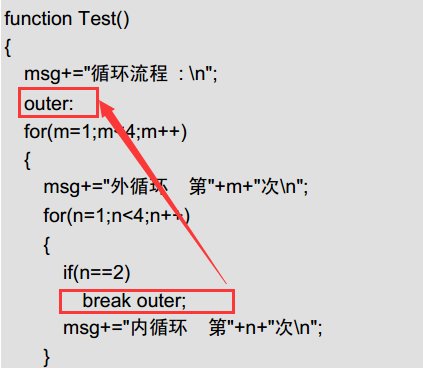 function Test()
{
msg+="循环流程 : \n";
outer:
for(m=1;m<4;m++)
{
msg+="外循环 第"+m+"次\n";
for(n=1;n<4;n++)
{
if(n==2)
break outer;
msg+="内循环 第"+n+"次\n";
}